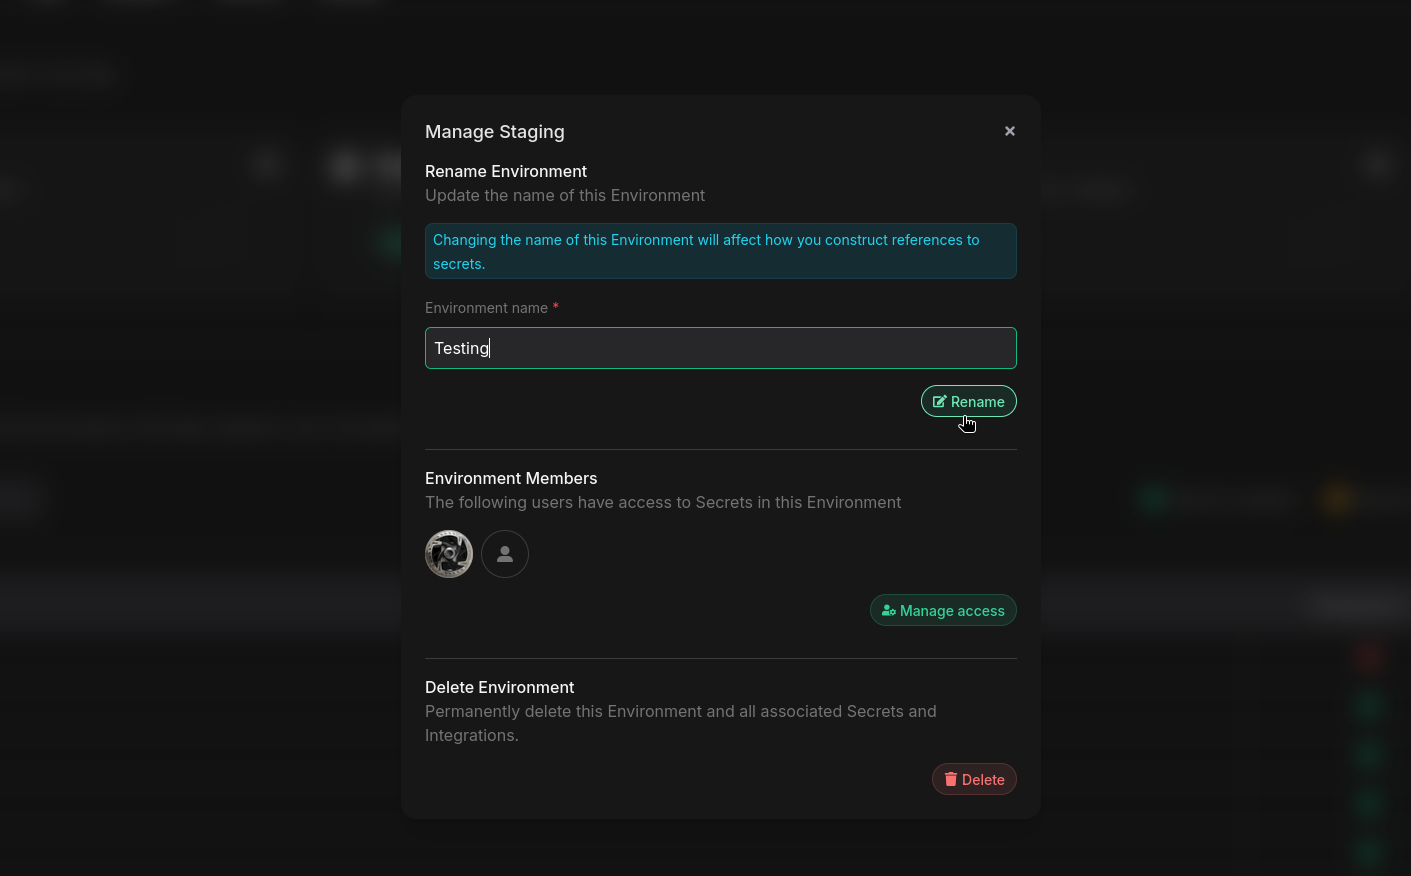 Manage Staging
Rename Environment
Update the name of this Environment
Changing the name of this Environment will affect how you construct references to
secrets.
Environment name *
Testing
Rename
Environment Members
The following users have access to Secrets in this Environment
Manage access
Delete Environment
Permanently delete this Environment and all associated Secrets and
Integrations.
Delete